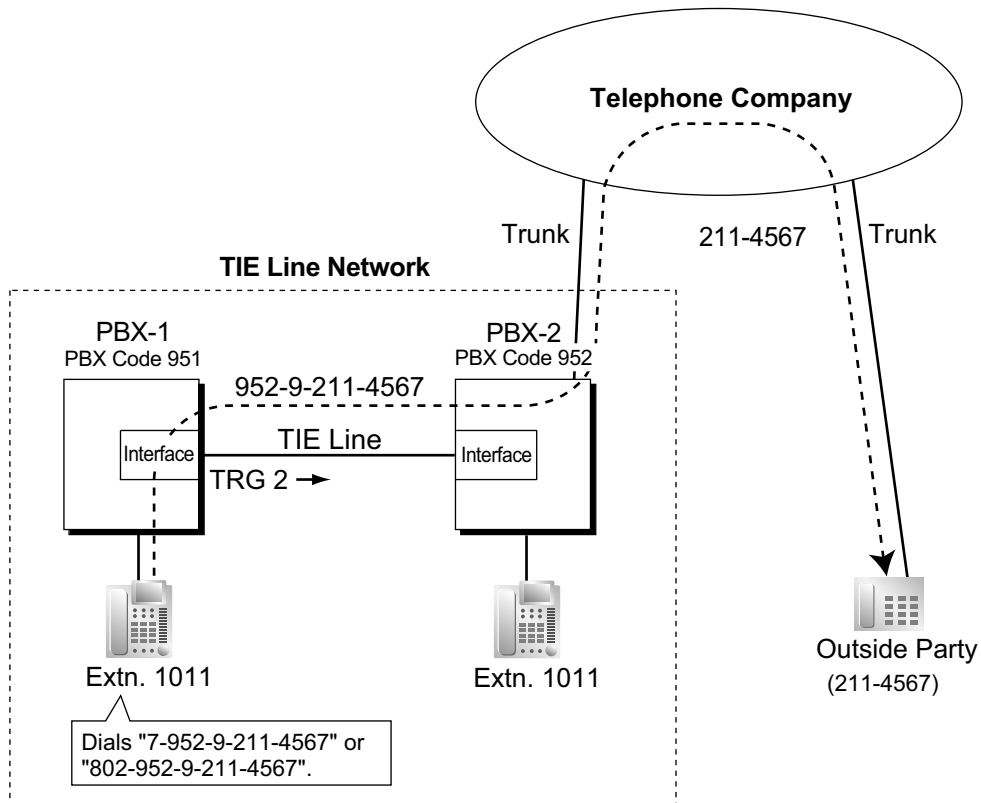 Telephone Company
Trunk
211-4567
Trunk
TIE Line Network
PBX-1
PBX Code 951
PBX-2
PBX Code 952
952-9-211-4567
TIE Line
Interface
Interface
TRG 2
Extn. 1011
Extn. 1011
Outside Party
(211-4567)
Dials "7-952-9-211-4567" or
"802-952-9-211-4567".